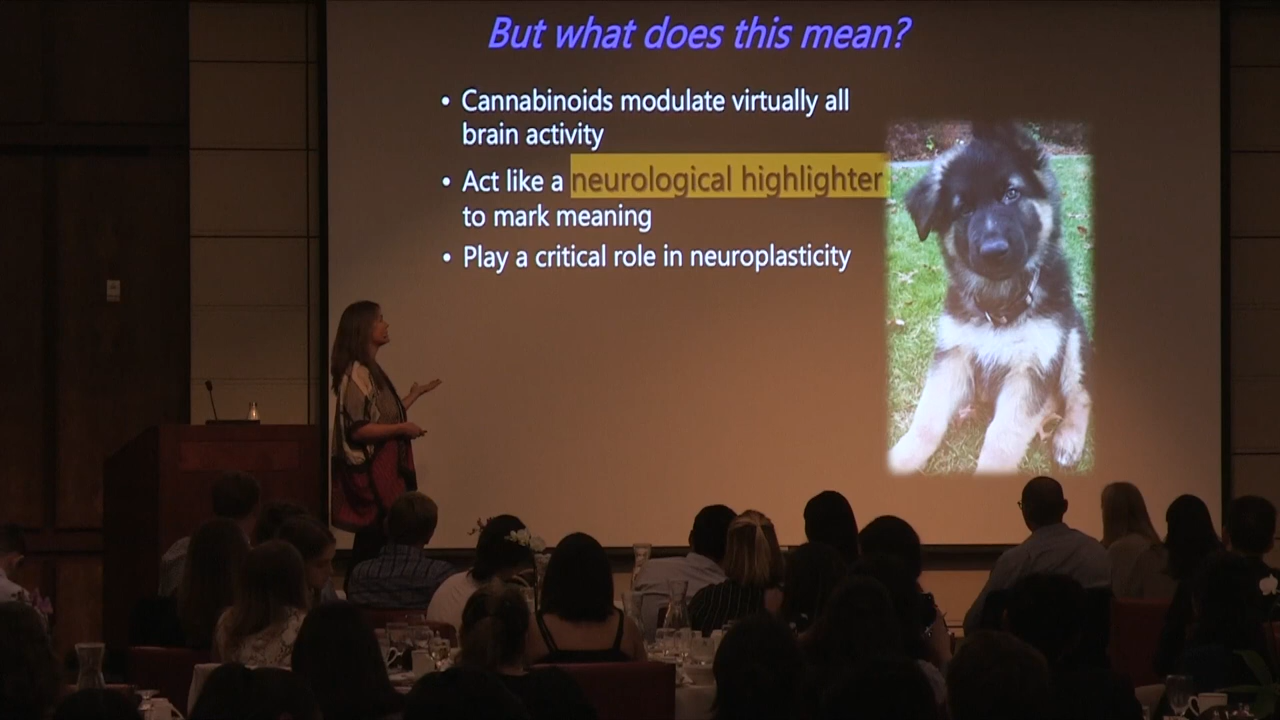 But what does this mean?
• Cannabinoids modulate virtually all
brain activity
• Act like a neurological highlighter
to mark meaning
• Play a critical role in neuroplasticity